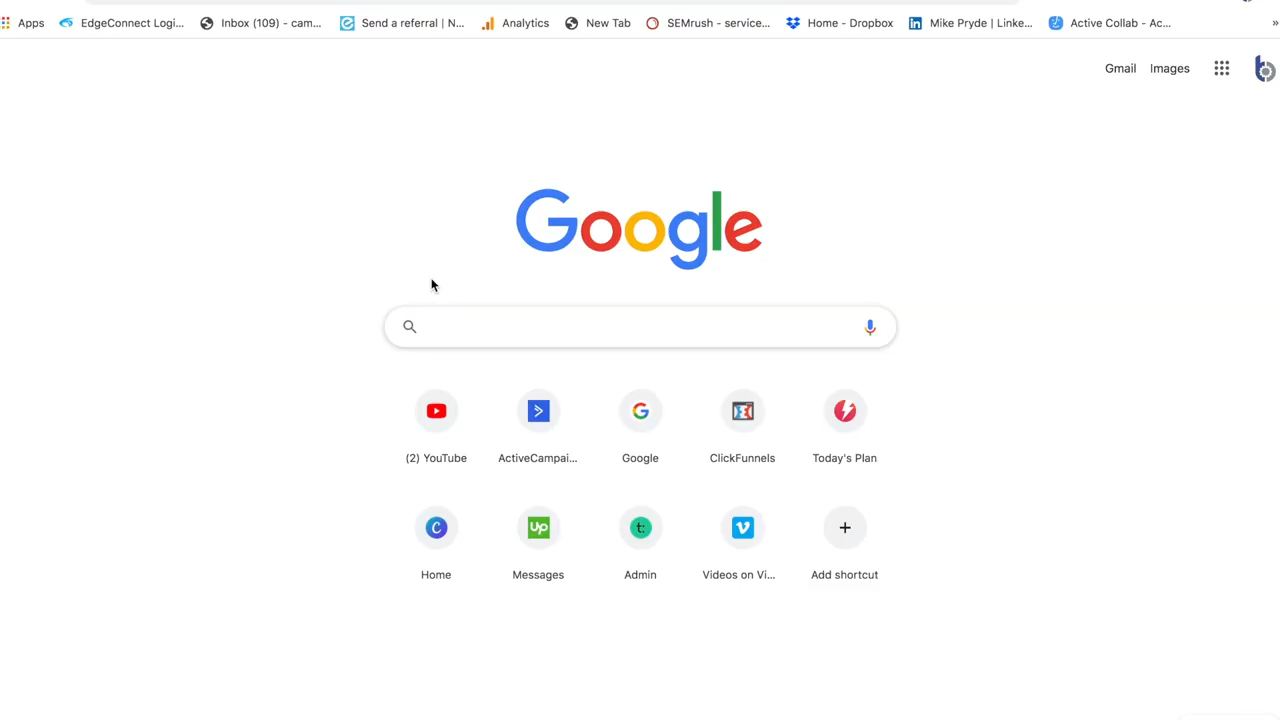 Apps EdgeConnect Logi... Inbox (109) - cam... Send a referral | N... Analytics New Tab SEMrush - service... Home - Dropbox Mike Pryde | Linke... Active Collab - Ac... »
Gmail Images
Google
(2) YouTube ActiveCampai... Google ClickFunnels Today's Plan
Home Messages Admin Videos on Vi... Add shortcut